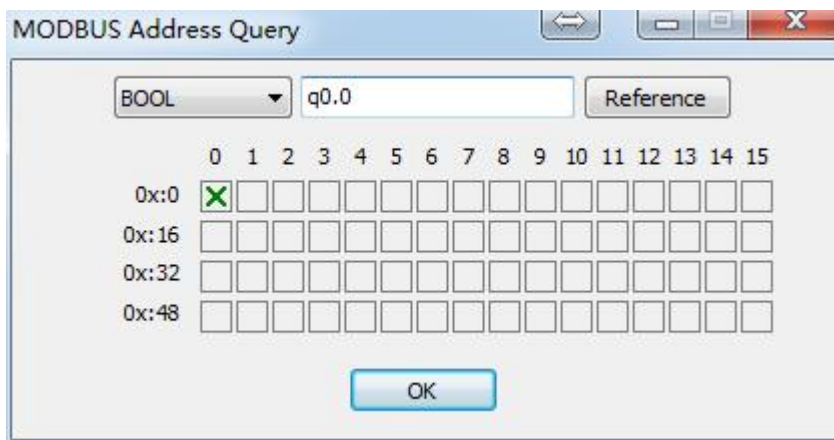 MODBUS Address Query
BOOL q0.0 Reference
0 1 2 3 4 5 6 7 8 9 10 11 12 13 14 15
0x:0
0x:16
0x:32
0x:48
OK